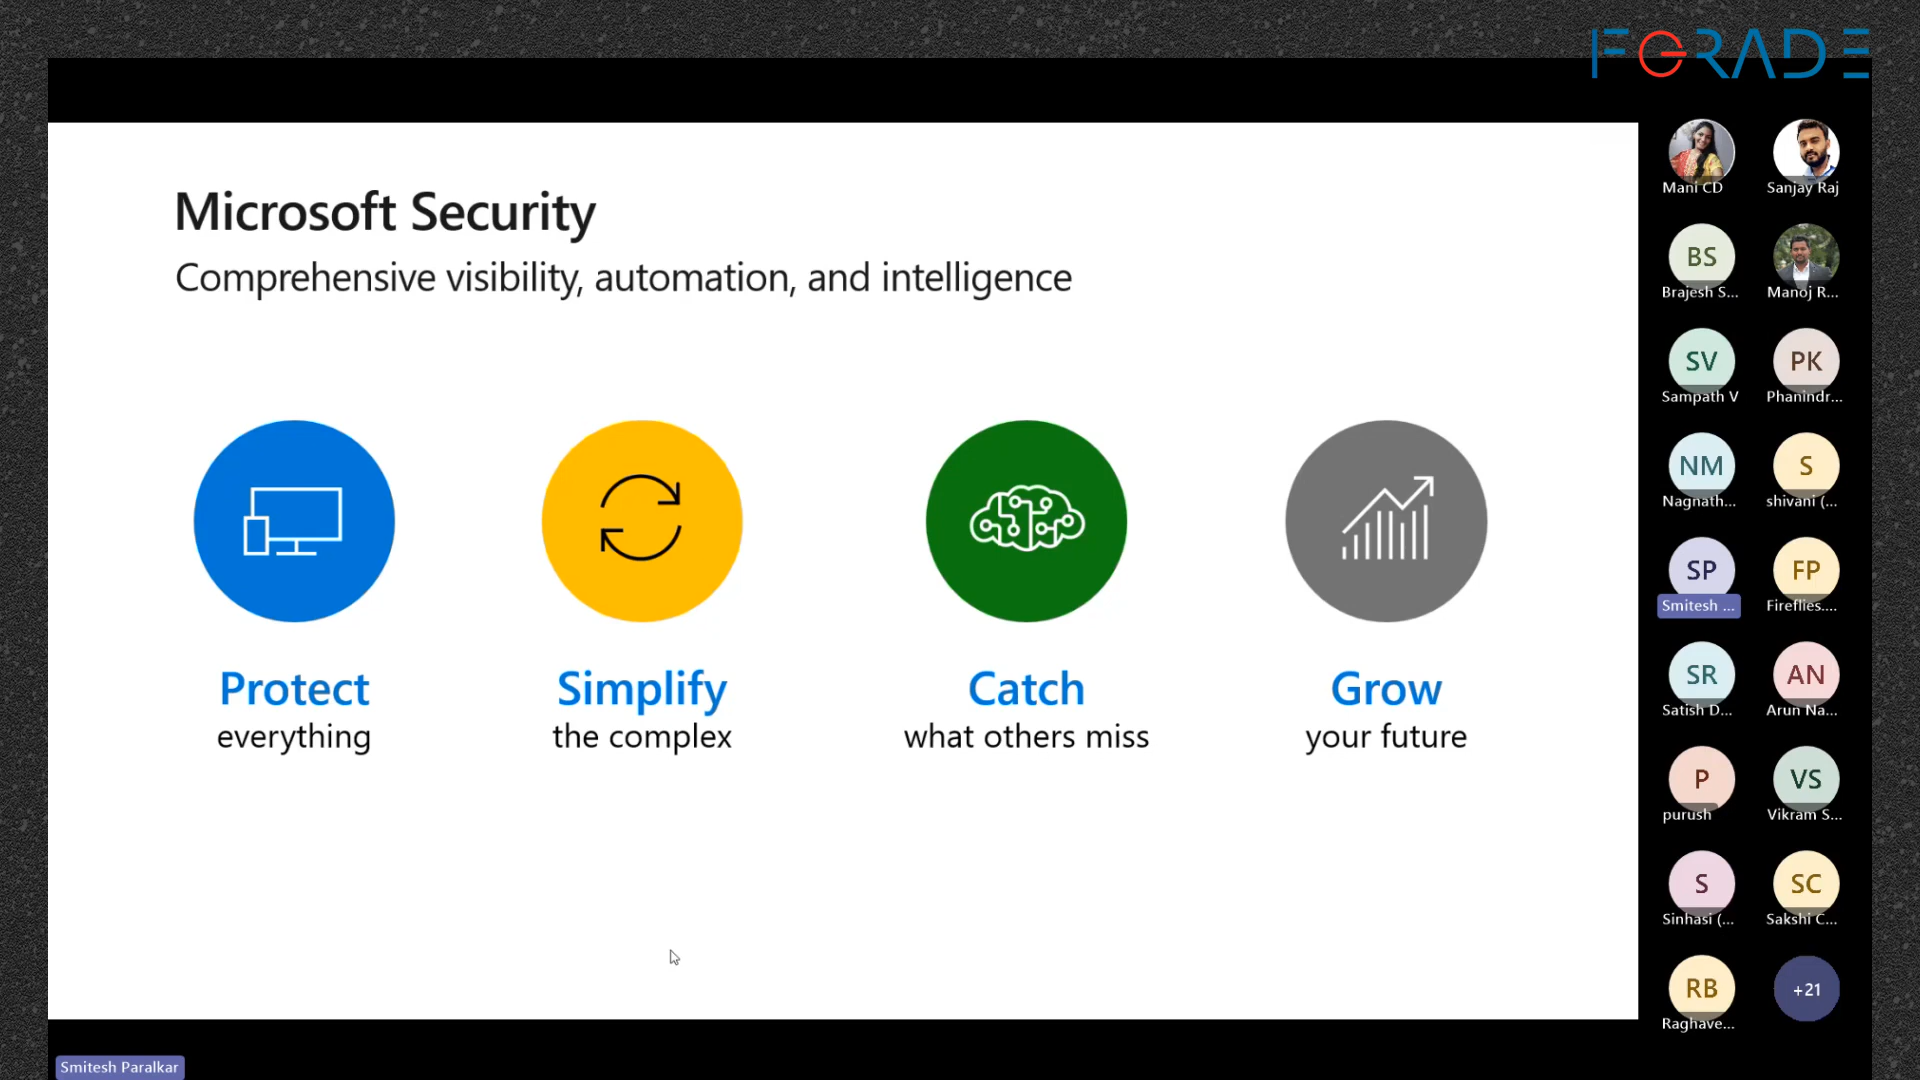 FGRADE
Microsoft Security
Comprehensive visibility, automation, and intelligence
Protect
everything
Simplify
the complex
Catch
what others miss
Grow
your future
Mani CD
Sanjay Raj
BS
Brajesh S...
Manoj R...
SV
Sampath V
PK
Phanindr...
NM
Nagnath...
S
shivani (...
SP
Smitesh ...
FP
Fireflies....
SR
Satish D...
AN
Arun Na...
P
purush
VS
Vikram S...
S
Sinhasi (...
SC
Sakshi C...
RB
Raghave...
+21
Smitesh Paralkar